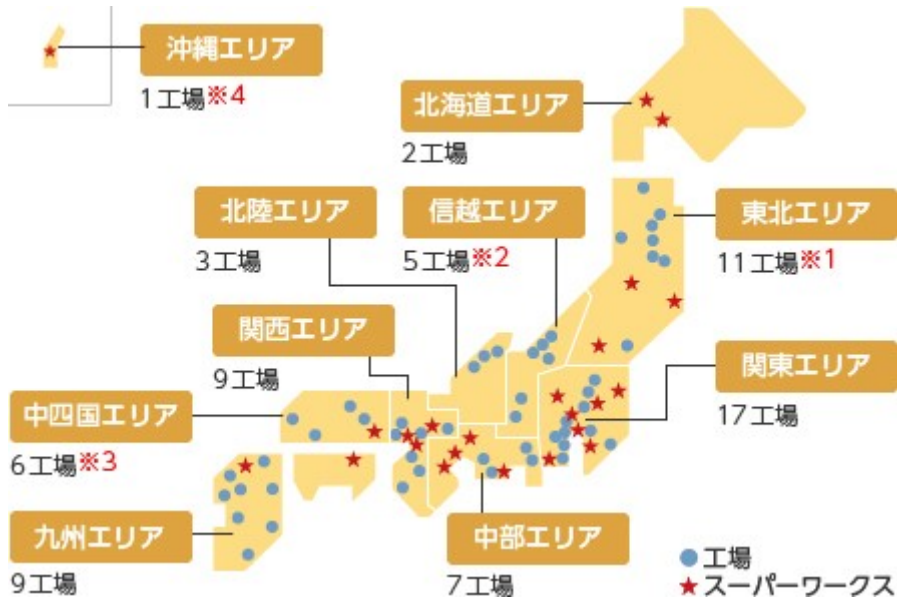 沖縄エリア
1工場※4
北海道エリア
2工場
北陸エリア
3工場
信越エリア
5工場※2
東北エリア
11工場※1
関西エリア
9工場
関東エリア
17工場
中四国エリア
6工場※3
九州エリア
9工場
中部エリア
7工場
工場
スーパーワークス